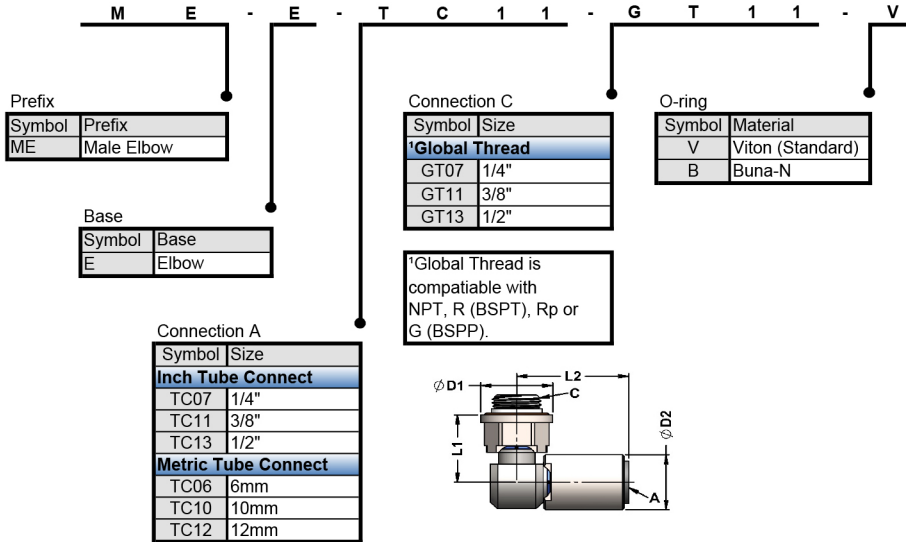 M E - E - T C 1 1 - G T 1 1 - V
Prefix
Symbol Prefix
ME Male Elbow
Base
Symbol Base
E Elbow
Connection A
Symbol Size
Inch Tube Connect
TC07 1/4"
TC11 3/8"
TC13 1/2"
Metric Tube Connect
TC06 6mm
TC10 10mm
TC12 12mm
Connection C
Symbol Size
¹Global Thread
GT07 1/4"
GT11 3/8"
GT13 1/2"
¹Global Thread is
compatiable with
NPT, R (BSPT), Rp or
G (BSPP).
O-ring
Symbol Material
V Viton (Standard)
B Buna-N
∅D1
L2
C
L1
∅D2
A